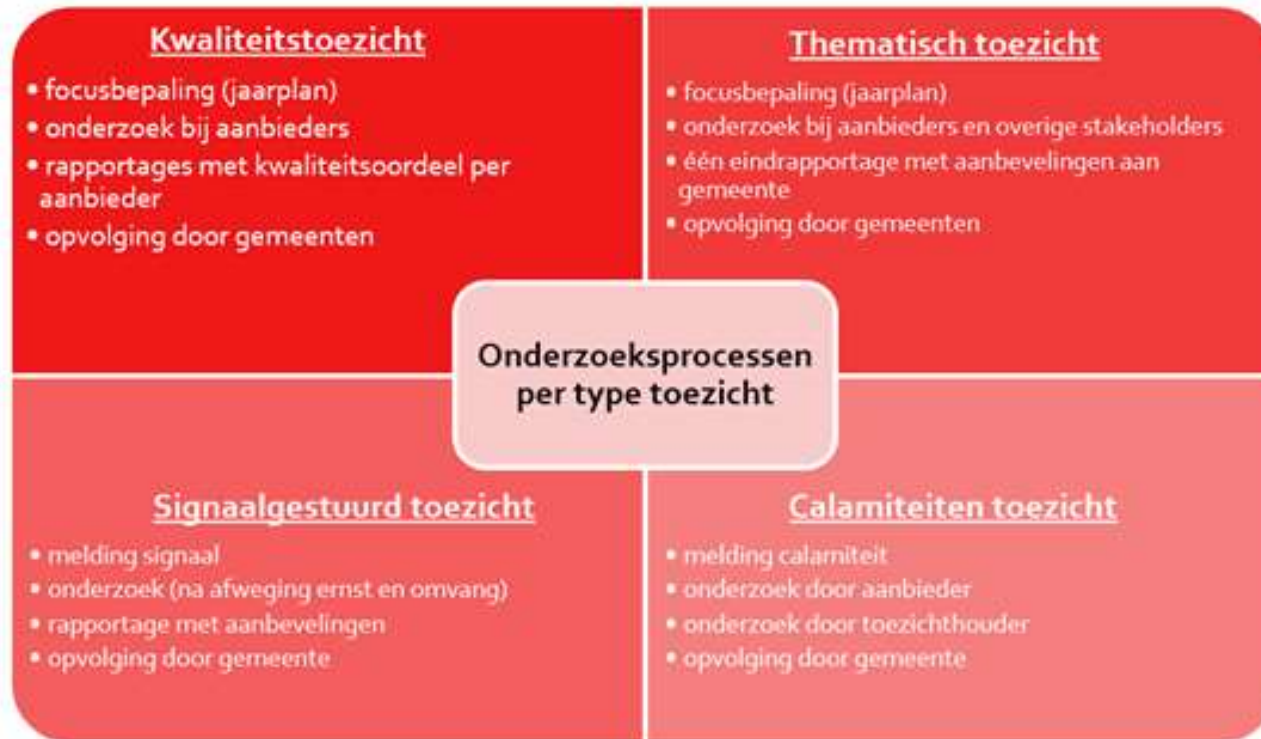 Kwaliteitstoezicht
• focusbepaling (jaarplan)
• onderzoek bij aanbieders
• rapportages met kwaliteitsoordeel per
aanbieder
• opvolging door gemeenten
Thematisch toezicht
• focusbepaling (jaarplan)
• onderzoek bij aanbieders en overige stakeholders
• één eindrapportage met aanbevelingen aan
gemeente
• opvolging door gemeenten
Onderzoeksprocessen
per type toezicht
Signaalgestuurd toezicht
• melding signaal
• onderzoek (na afweging ernst en omvang)
• rapportage met aanbevelingen
• opvolging door gemeente
Calamiteiten toezicht
• melding calamiteit
• onderzoek door aanbieder
• onderzoek door toezichthouder
• opvolging door gemeente